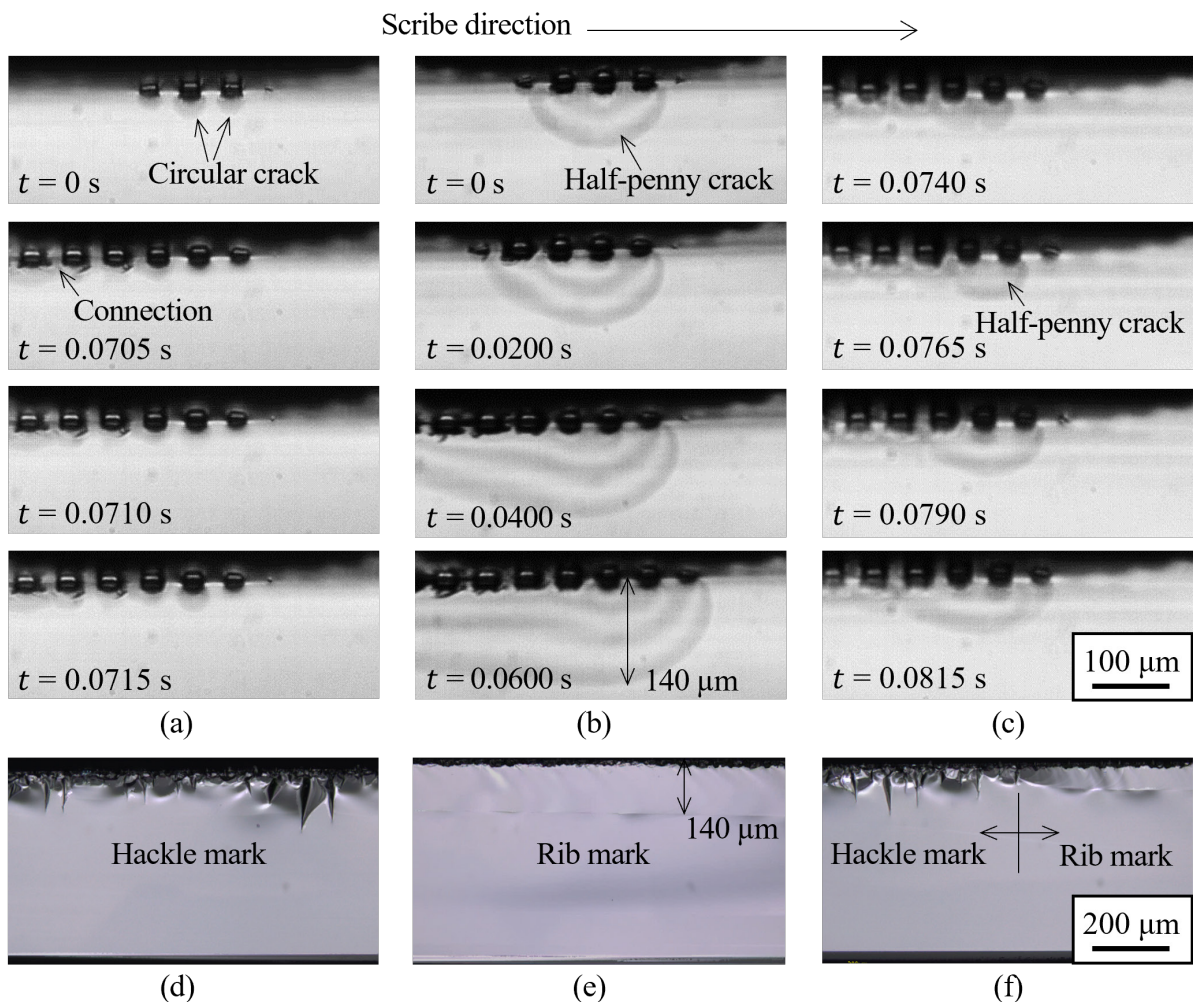 Scribe direction
Circular crack
t = 0 s
Connection
t = 0.0705 s
t = 0.0710 s
t = 0.0715 s
(a)
Half-penny crack
t = 0 s
t = 0.0200 s
t = 0.0400 s
t = 0.0600 s
140 µm
(b)
t = 0.0740 s
Half-penny crack
t = 0.0765 s
t = 0.0790 s
t = 0.0815 s
100 µm
(c)
Hackle mark
(d)
140 µm
Rib mark
(e)
Hackle mark
Rib mark
200 µm
(f)